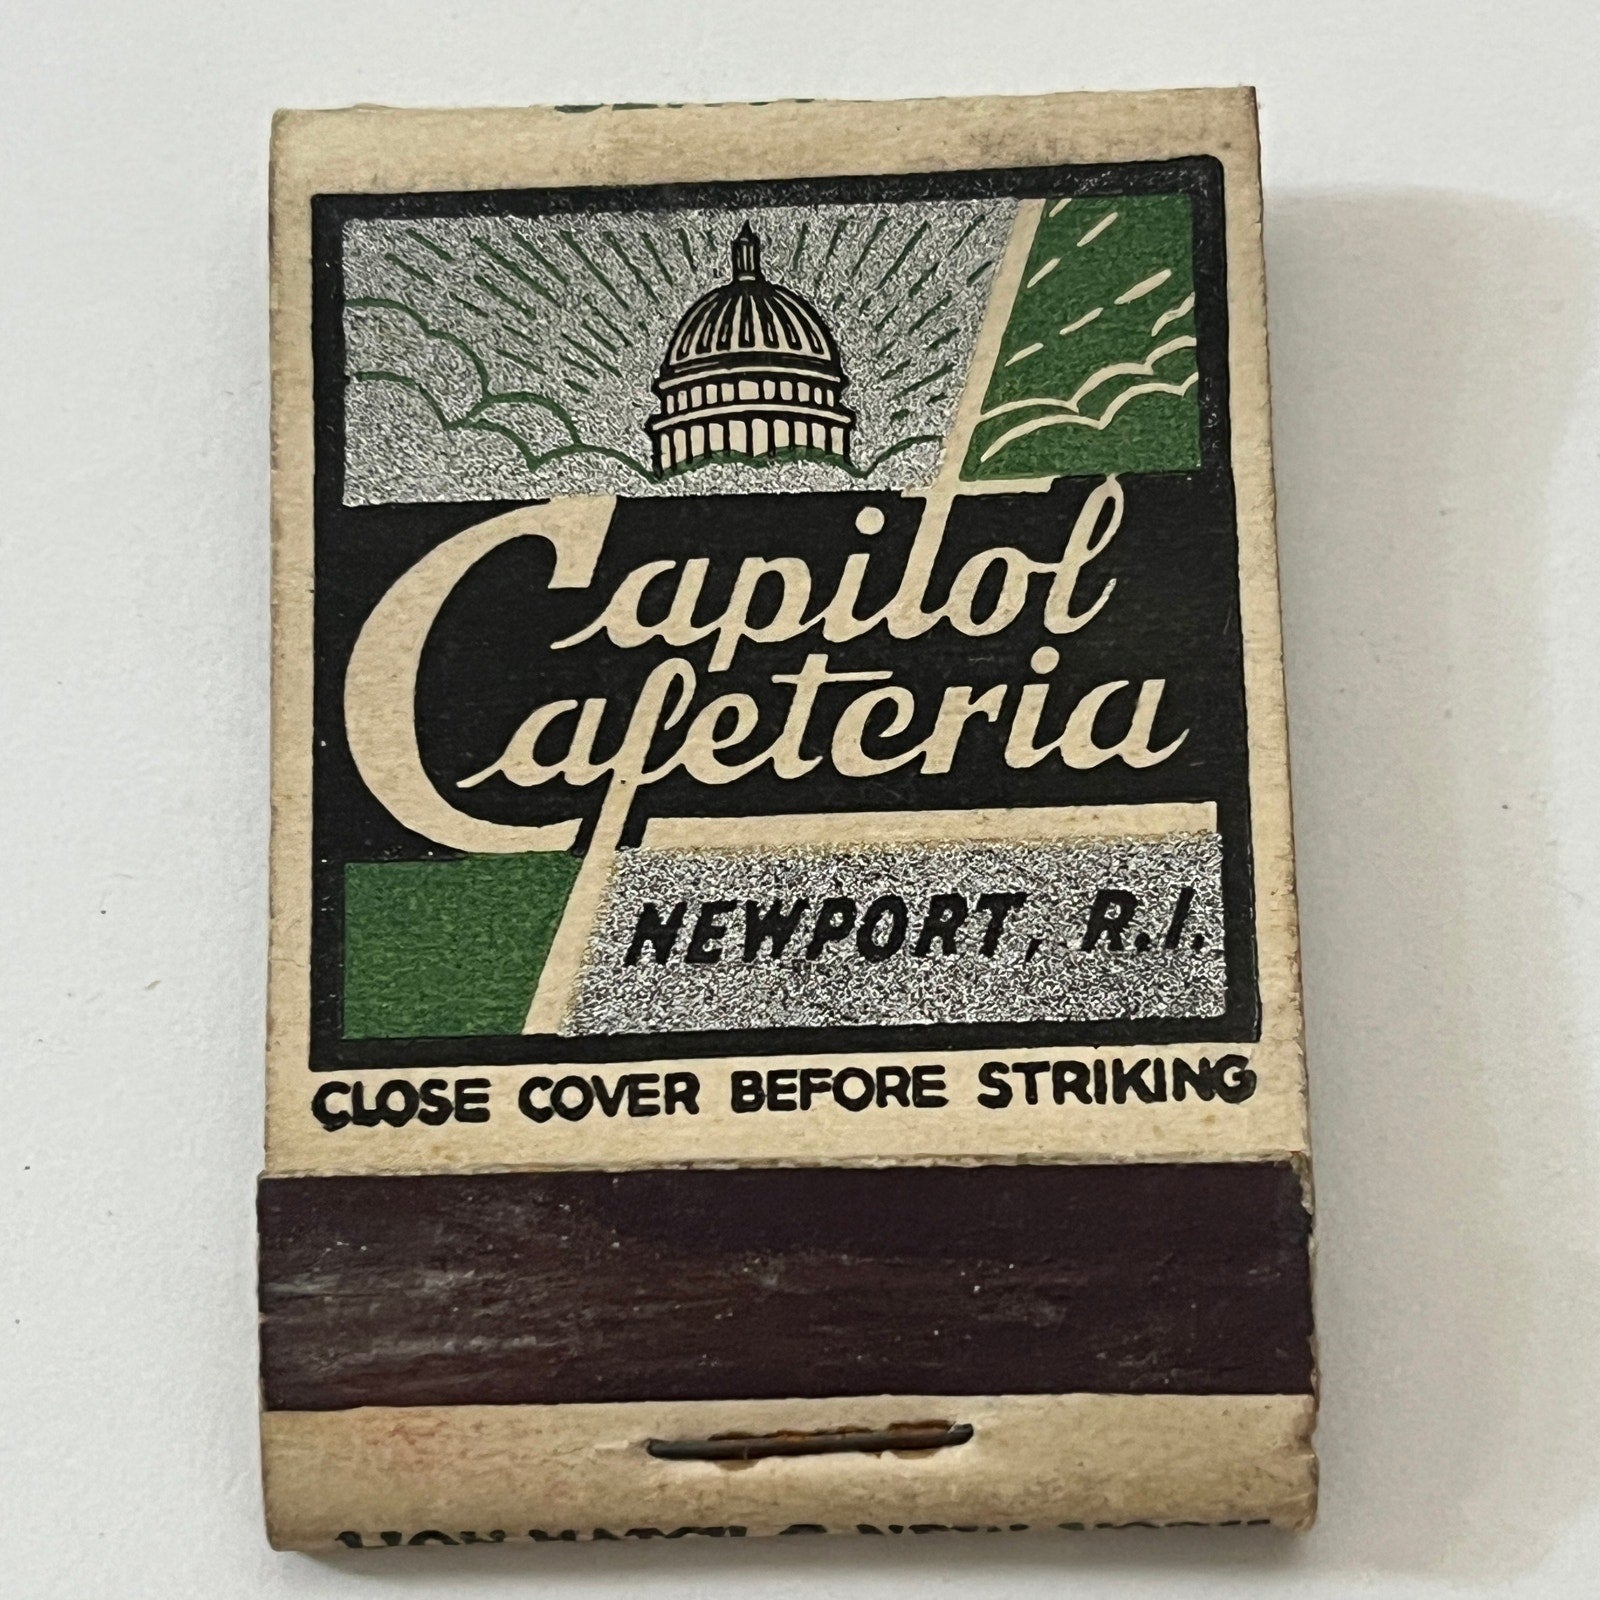 Capitol
Cafeteria
NEWPORT, R.I.
CLOSE COVER BEFORE STRIKING